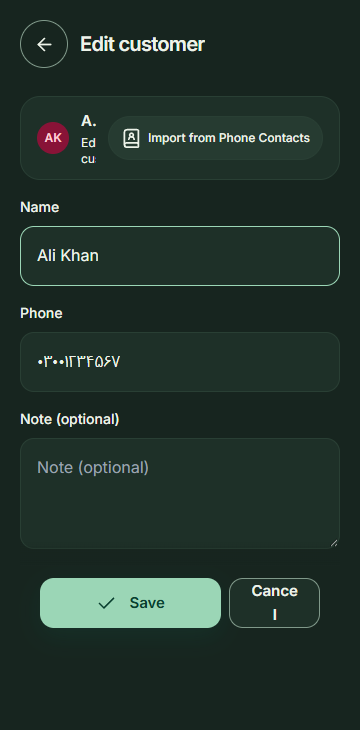 Edit customer
AK
A.
Ed
cu
Import from Phone Contacts
Name
Ali Khan
Phone
۰۳۰۰۱۲۳۴۵۶۷
Note (optional)
Note (optional)
Save
Cance
l